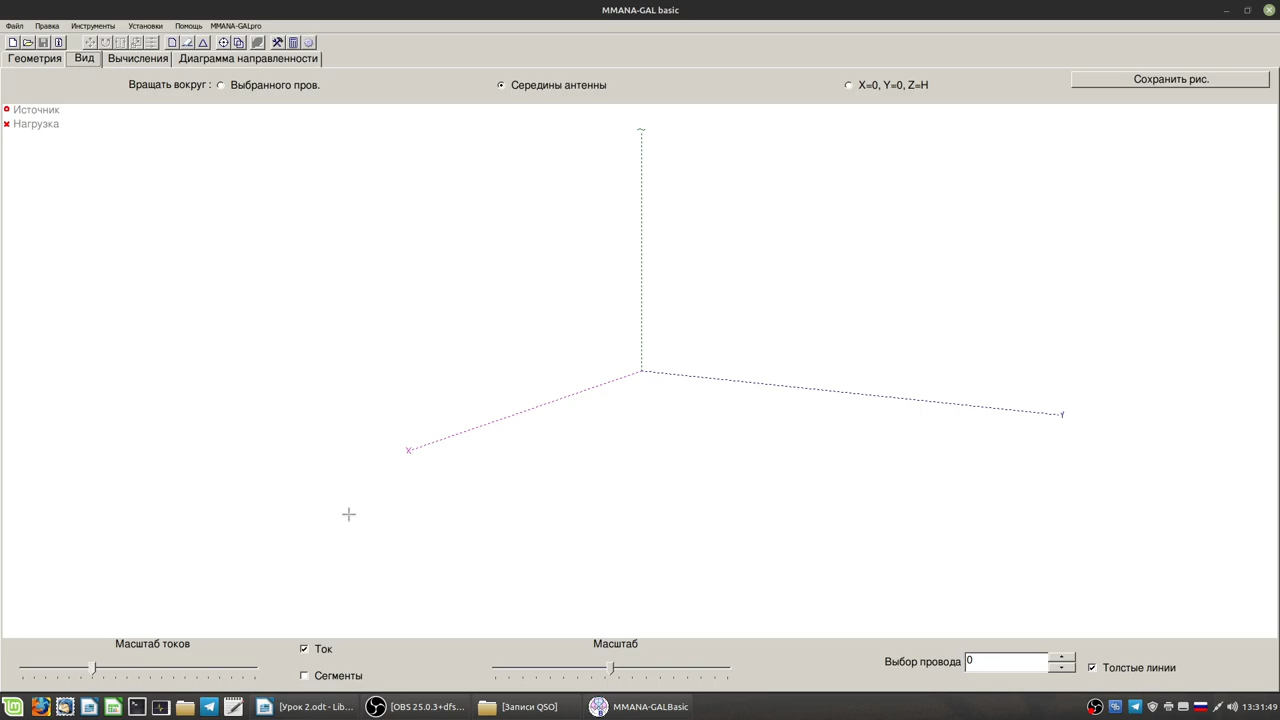 MMANA-GAL basic
Файл Правка Инструменты Установки Помощь MMANA-GALpro
Геометрия Вид Вычисления Диаграмма направленности
Вращать вокруг : Выбранного пров. Середины антенны X=0, Y=0, Z=H Сохранить рис.
Источник
Нагрузка
X
Y
Масштаб токов Ток Масштаб
Выбор провода 0 Толстые линии
Сегменты
[Урок 2.odt - Lib... [OBS 25.0.3+dfs... [Записи QSO] MMANA-GALBasic 13:31:49